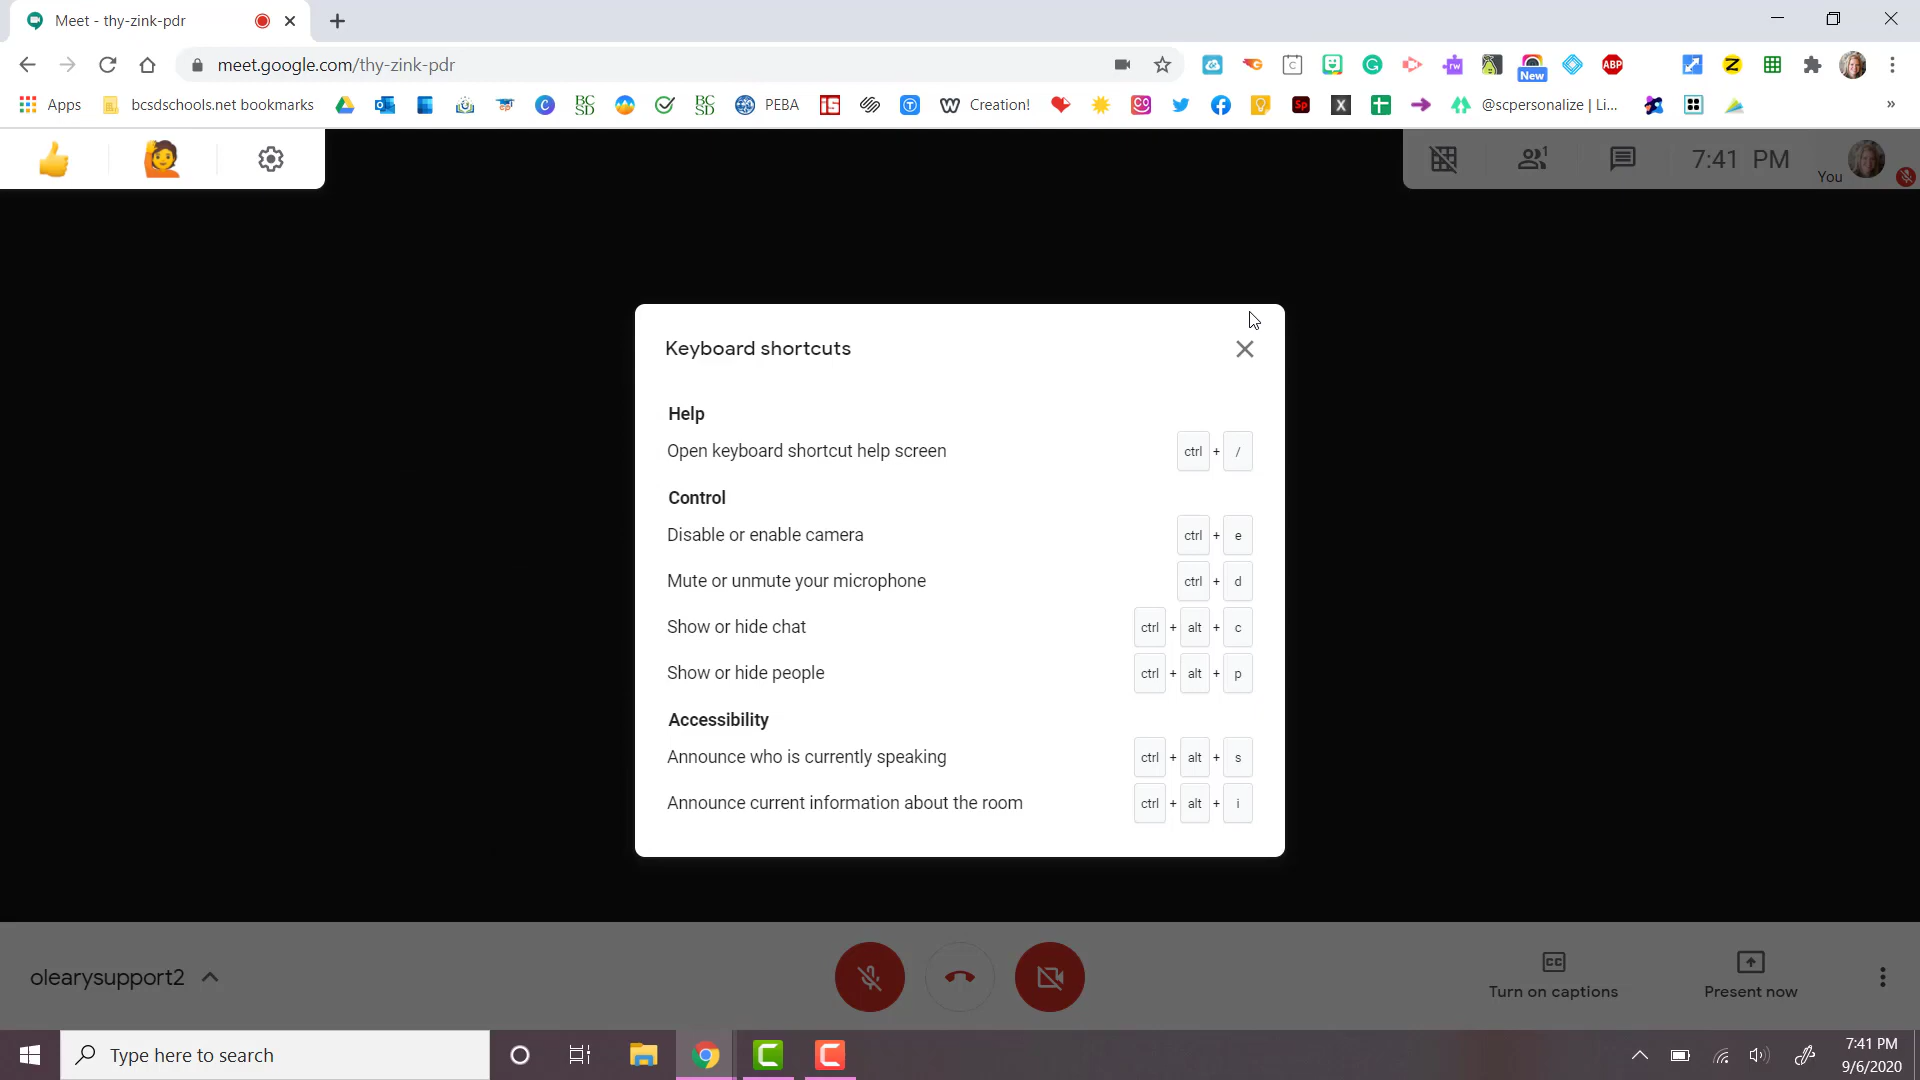 Meet - thy-zink-pdr
meet.google.com/thy-zink-pdr
New
ABP
Apps
bcsdschools.net bookmarks
PEBA
Creation!
@scpersonalize | Li...
7:41 PM
1
You
Keyboard shortcuts
Help
Open keyboard shortcut help screen ctrl + /
Control
Disable or enable camera ctrl + e
Mute or unmute your microphone ctrl + d
Show or hide chat ctrl + alt + c
Show or hide people ctrl + alt + p
Accessibility
Announce who is currently speaking ctrl + alt + s
Announce current information about the room ctrl + alt + i
olearysupport2
CC
Turn on captions
Present now
Type here to search
7:41 PM
9/6/2020